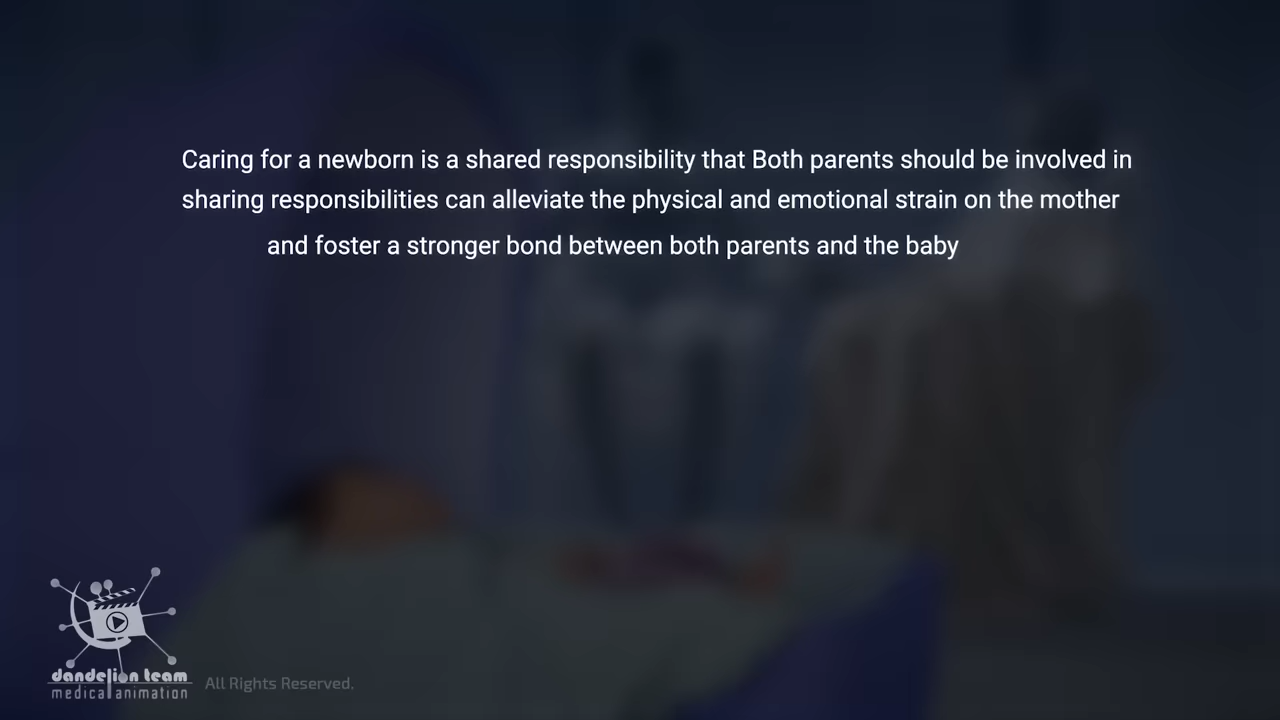 Caring for a newborn is a shared responsibility that Both parents should be involved in
sharing responsibilities can alleviate the physical and emotional strain on the mother
and foster a stronger bond between both parents and the baby
dandelion team
medical animation
All Rights Reserved.